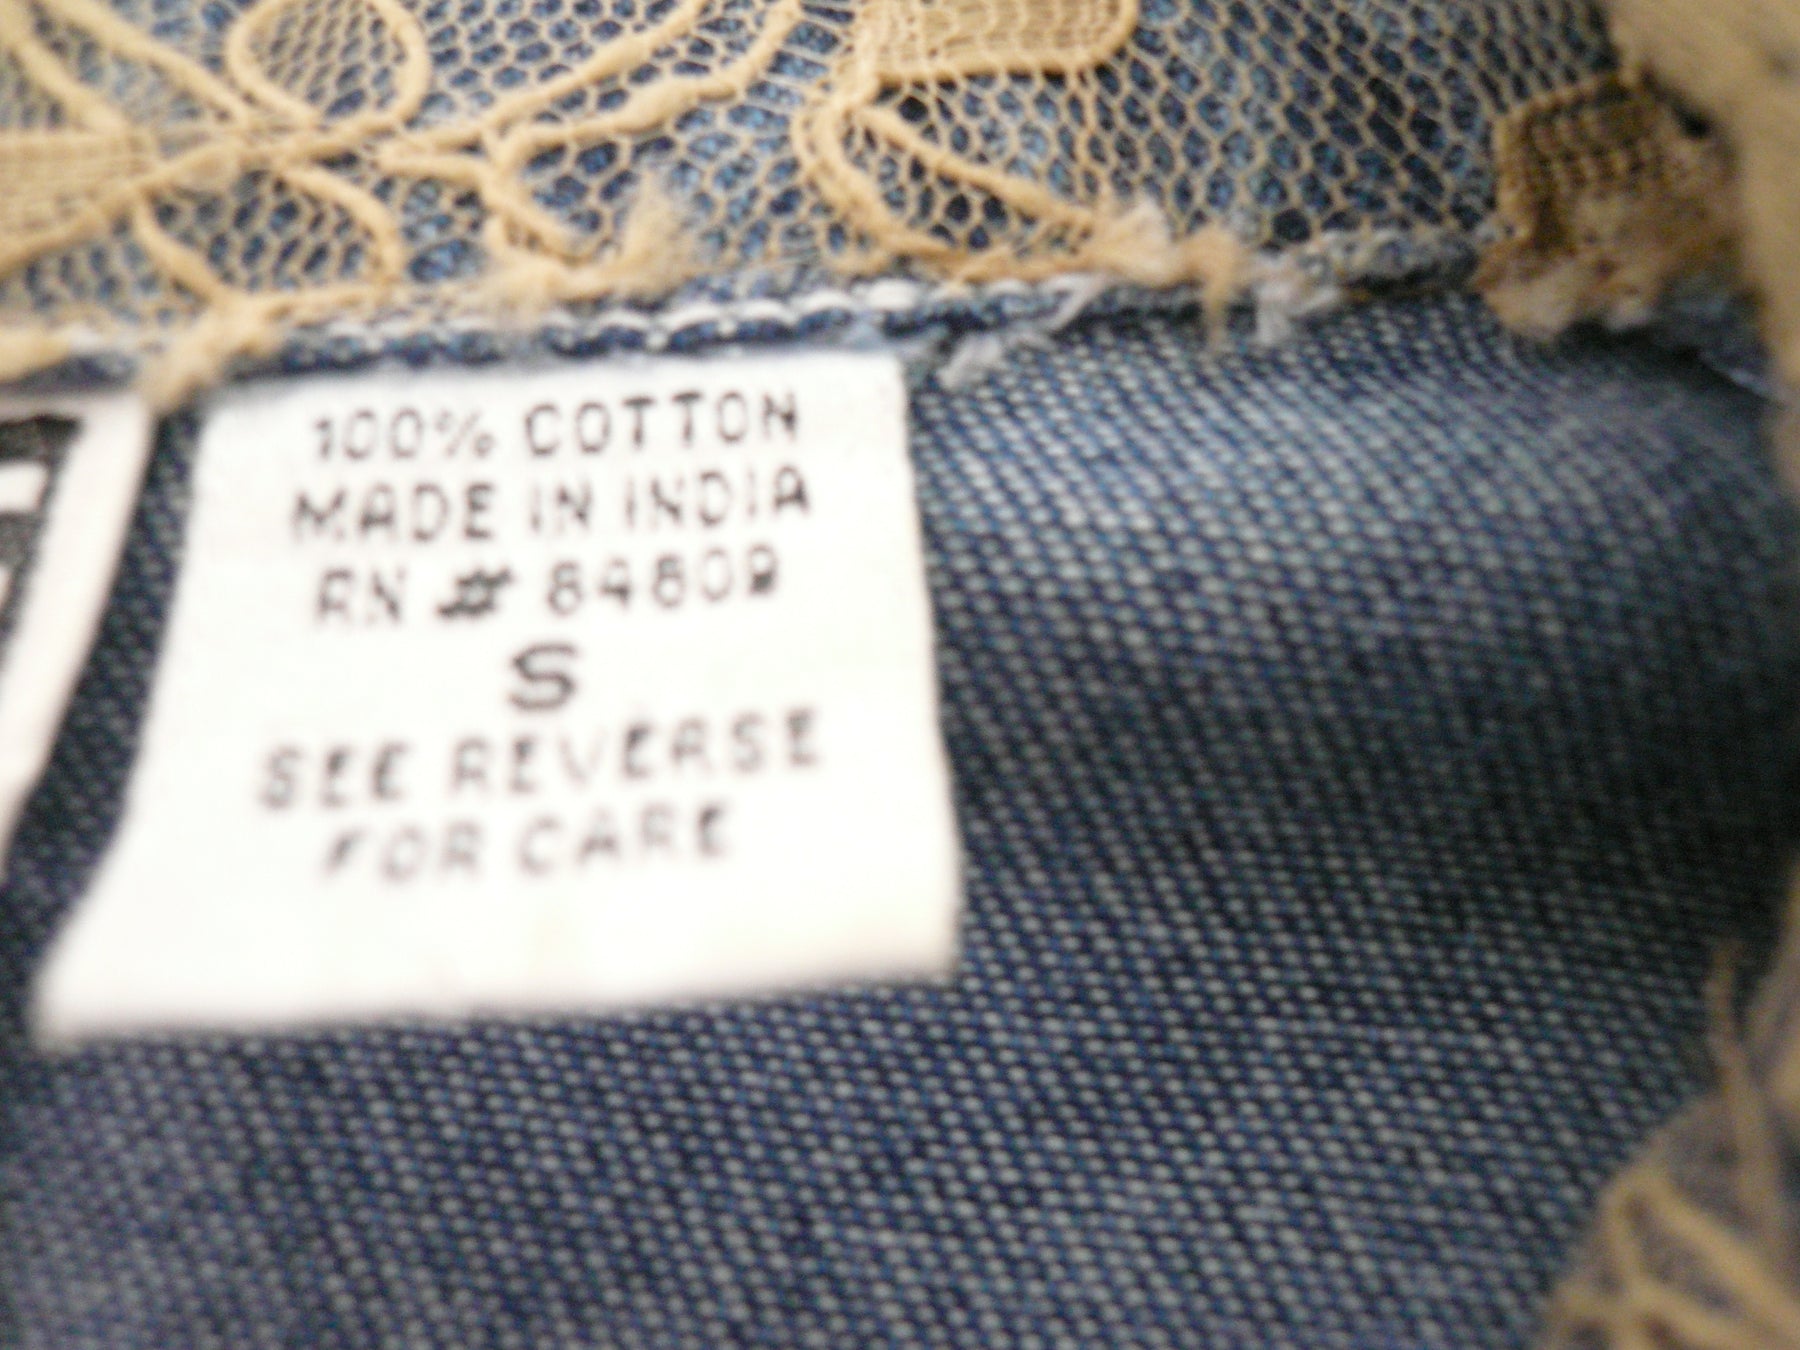 100% COTTON
MADE IN INDIA
RN # 84809
S
SEE REVERSE
FOR CARE